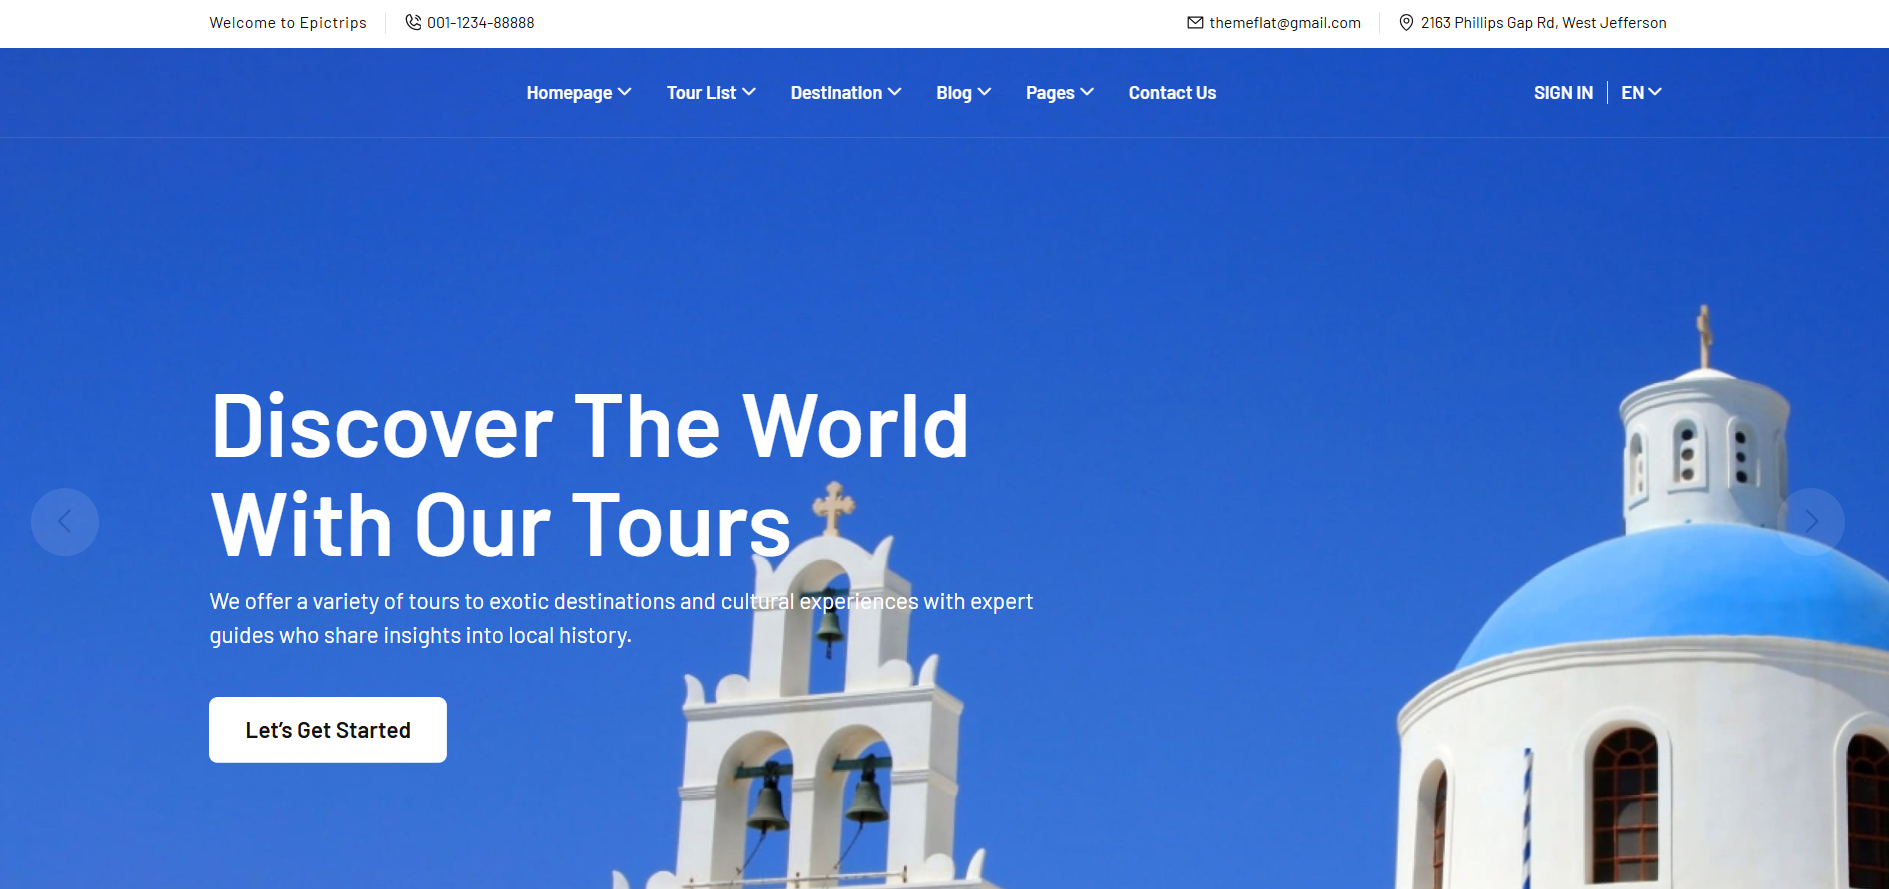 Welcome to Epictrips
001-1234-88888
themeflat@gmail.com
2163 Phillips Gap Rd, West Jefferson
Homepage
Tour List
Destination
Blog
Pages
Contact Us
SIGN IN
EN
Discover The World
With Our Tours
We offer a variety of tours to exotic destinations and cultural experiences with expert
guides who share insights into local history.
Let's Get Started